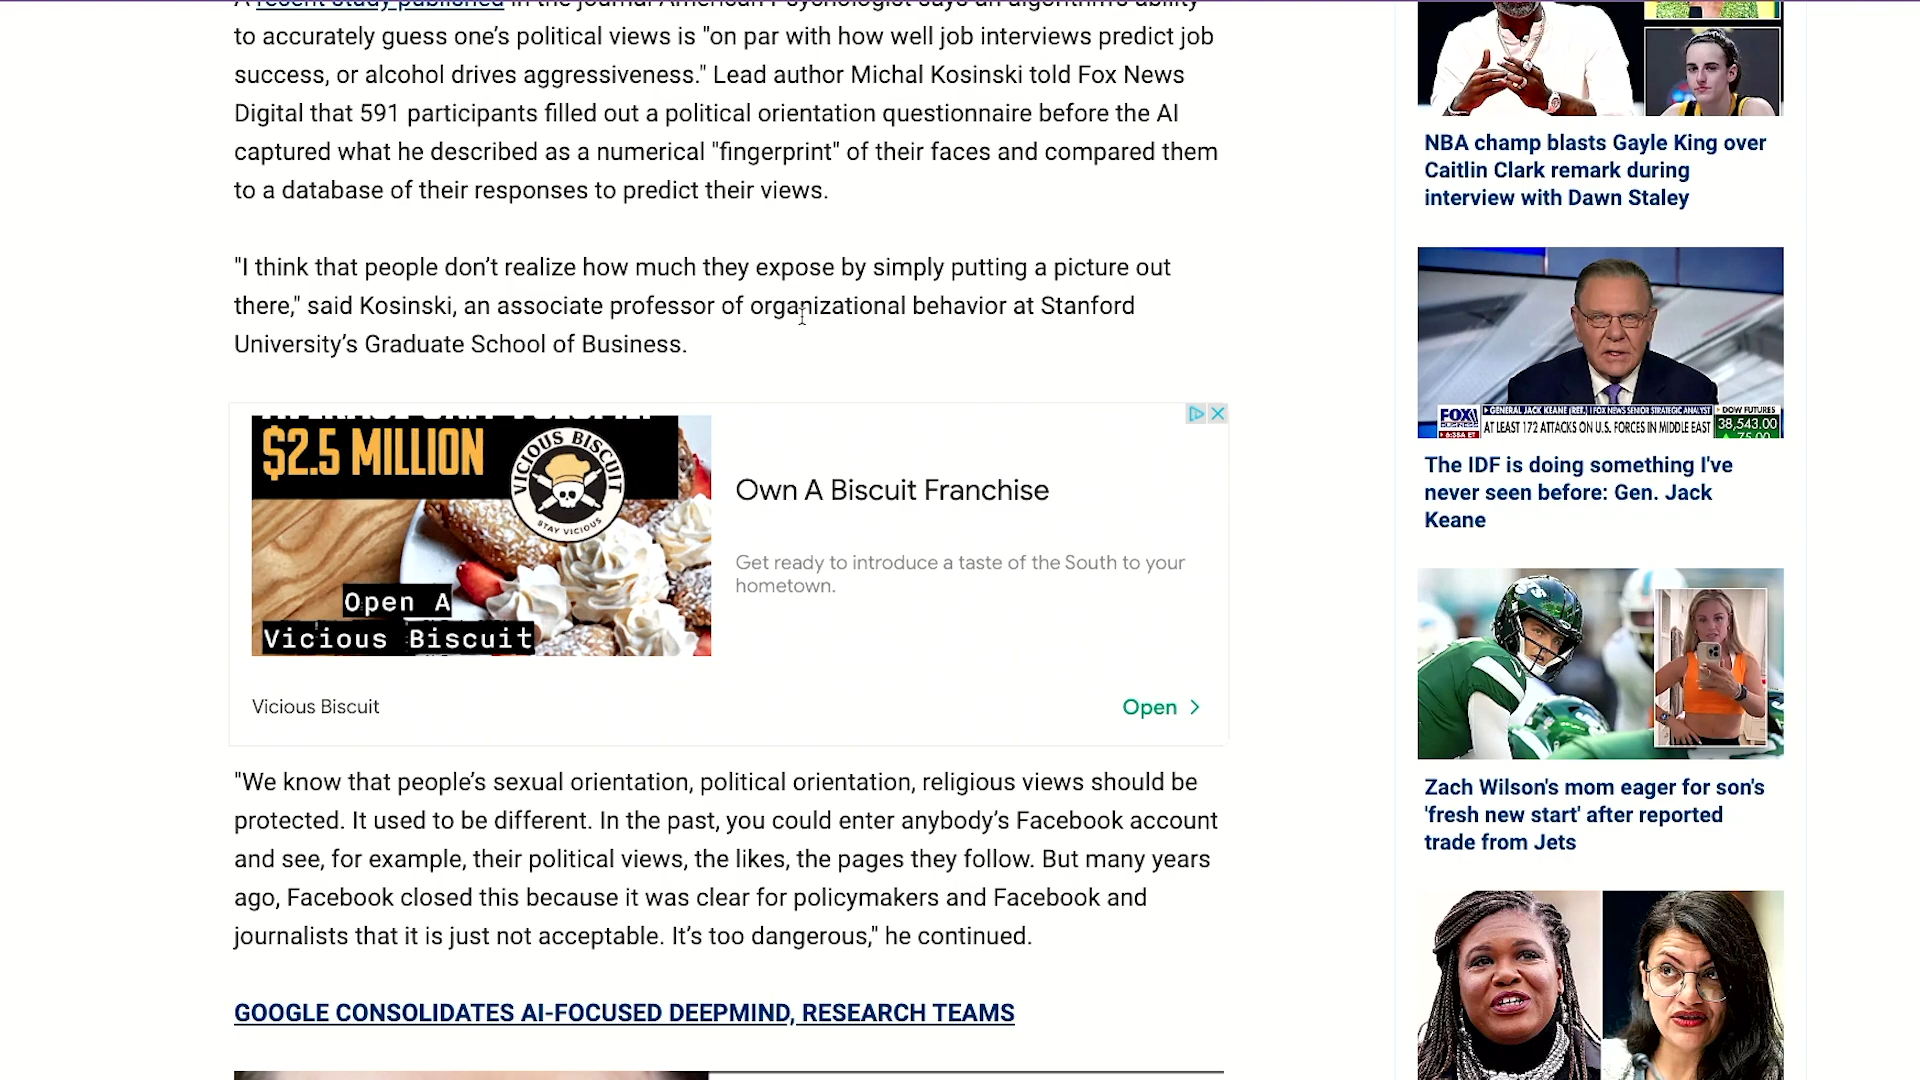 A recent study published in the journal American Psychologist says an algorithm's ability
to accurately guess one's political views is "on par with how well job interviews predict job
success, or alcohol drives aggressiveness." Lead author Michal Kosinski told Fox News
Digital that 591 participants filled out a political orientation questionnaire before the AI
captured what he described as a numerical "fingerprint" of their faces and compared them
to a database of their responses to predict their views.
"I think that people don't realize how much they expose by simply putting a picture out
there," said Kosinski, an associate professor of organizational behavior at Stanford
University's Graduate School of Business.
$2.5 MILLION
VICIOUS BISCUIT
STAY VICIOUS
Open A
Vicious Biscuit
Own A Biscuit Franchise
Get ready to introduce a taste of the South to your
hometown.
Vicious Biscuit
Open
"We know that people's sexual orientation, political orientation, religious views should be
protected. It used to be different. In the past, you could enter anybody's Facebook account
and see, for example, their political views, the likes, the pages they follow. But many years
ago, Facebook closed this because it was clear for policymakers and Facebook and
journalists that it is just not acceptable. It's too dangerous," he continued.
GOOGLE CONSOLIDATES AI-FOCUSED DEEPMIND, RESEARCH TEAMS
NBA champ blasts Gayle King over
Caitlin Clark remark during
interview with Dawn Staley
FOX
BUSINESS
6:38A ET
GENERAL JACK KEANE (RET.) | FOX NEWS SENIOR STRATEGIC ANALYST
AT LEAST 172 ATTACKS ON U.S. FORCES IN MIDDLE EAST
DOW FUTURES
38,543.00
75.00
The IDF is doing something I've
never seen before: Gen. Jack
Keane
Zach Wilson's mom eager for son's
'fresh new start' after reported
trade from Jets